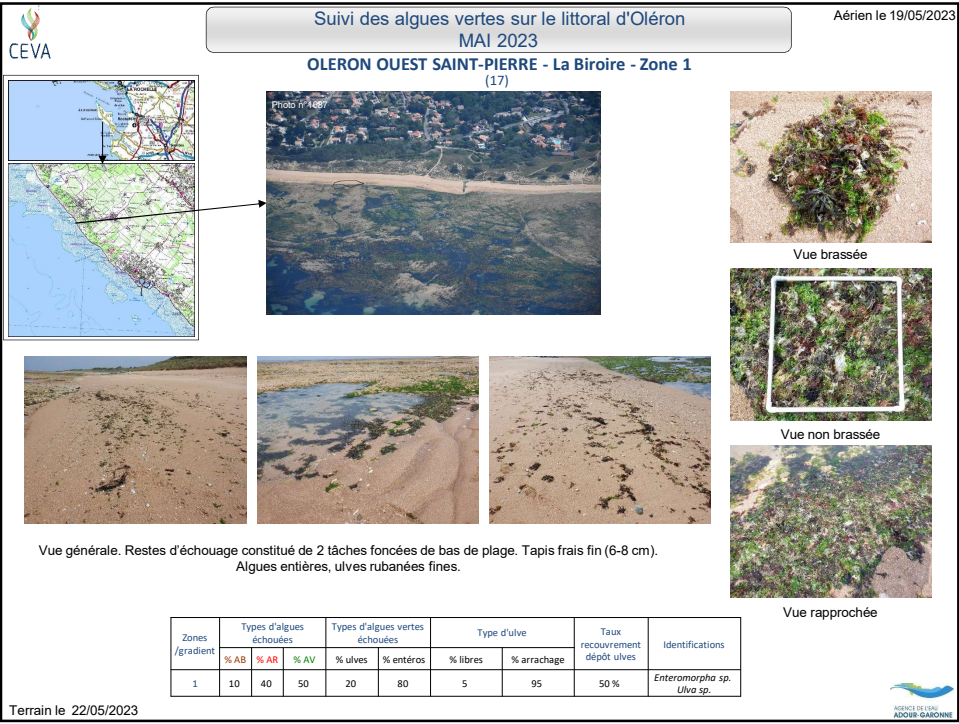 CEVA
Suivi des algues vertes sur le littoral d'Oléron
MAI 2023
Aérien le 19/05/2023
OLERON OUEST SAINT-PIERRE - La Biroire - Zone 1
(17)
LA ROCHELLE
Photo n°1087
Vue brassée
Vue non brassée
Vue rapprochée
Vue générale. Restes d'échouage constitué de 2 tâches foncées de bas de plage. Tapis frais fin (6-8 cm).
Algues entières, ulves rubanées fines.
Zones /gradient
Types d'algues échouées
Types d'algues vertes échouées
Type d'ulve
Taux recouvrement dépôt ulves
Identifications
% AB % AR % AV % ulves % entéros % libres % arrachage
1 10 40 50 20 80 5 95 50 % Enteromorpha sp.
Ulva sp.
Terrain le 22/05/2023
AGENCE DE L'EAU
ADOUR-GARONNE